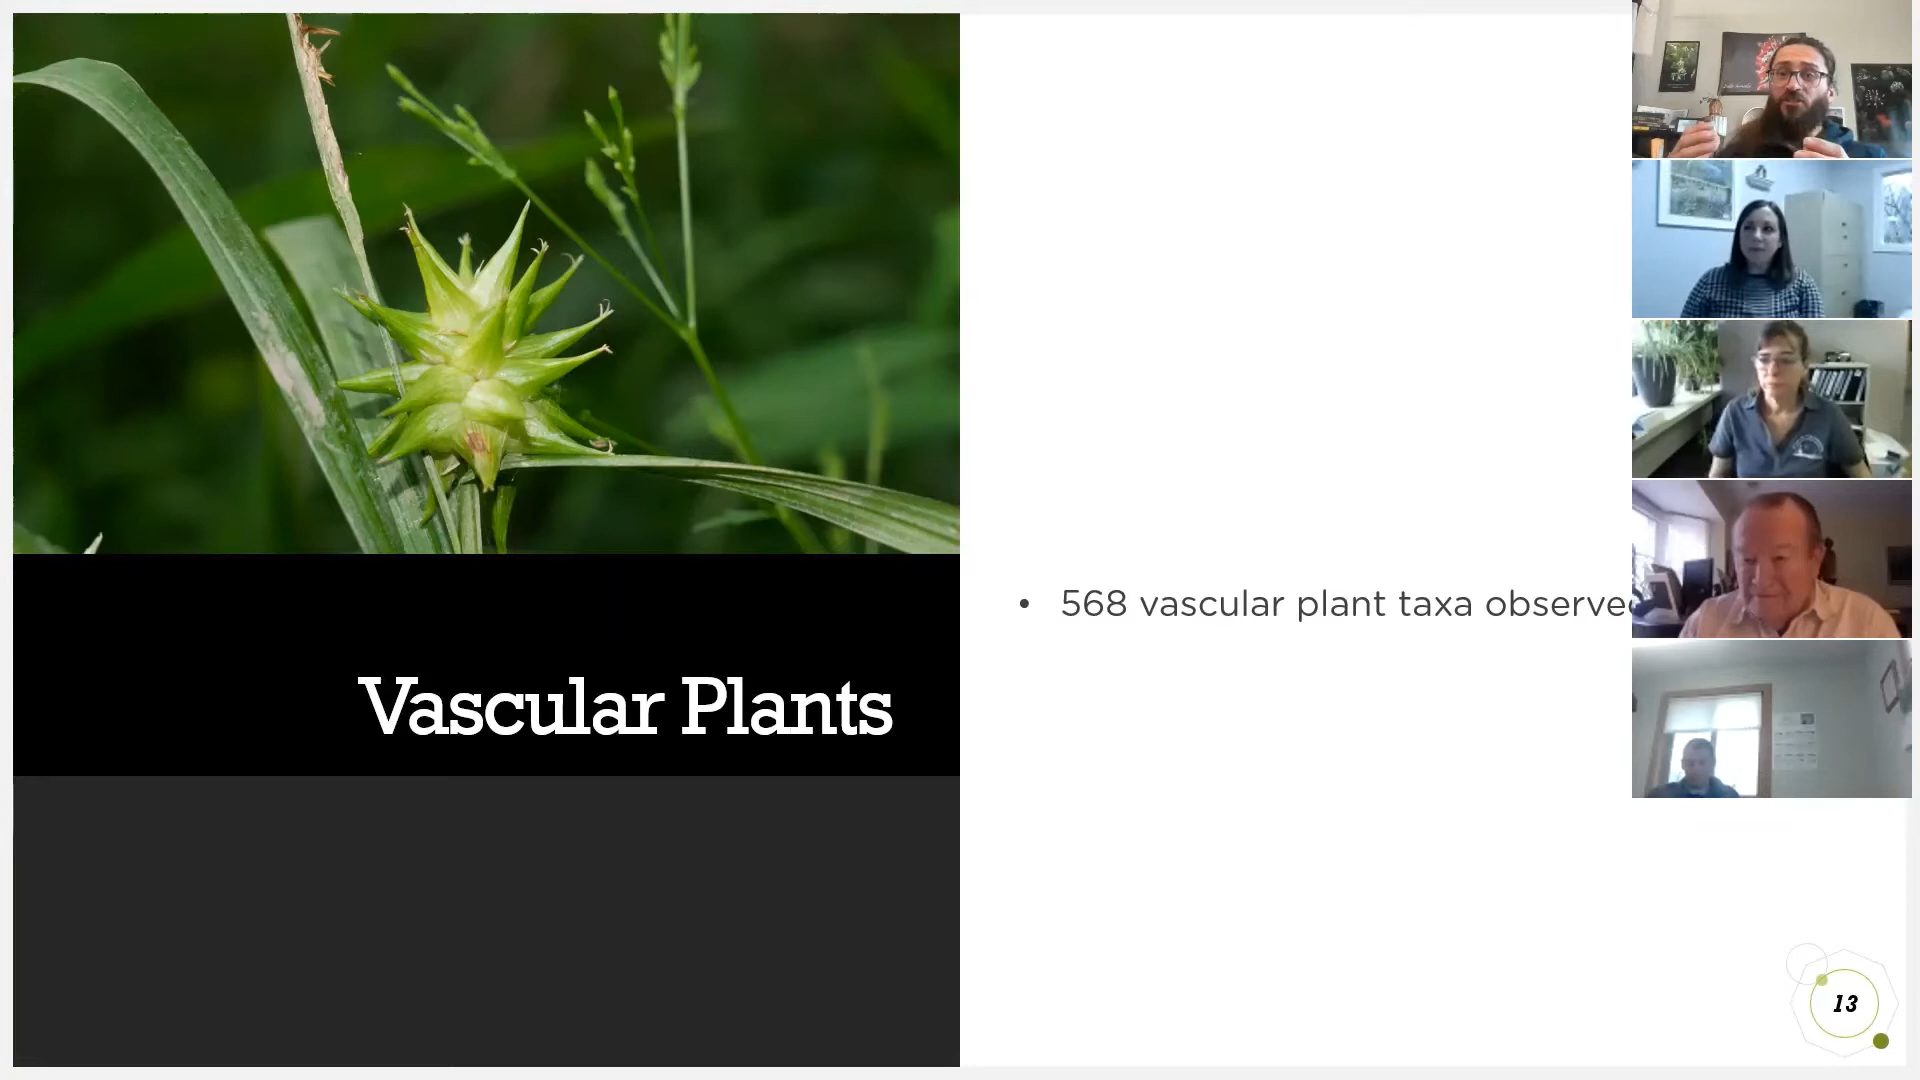 • 568 vascular plant taxa observed
Vascular Plants
13